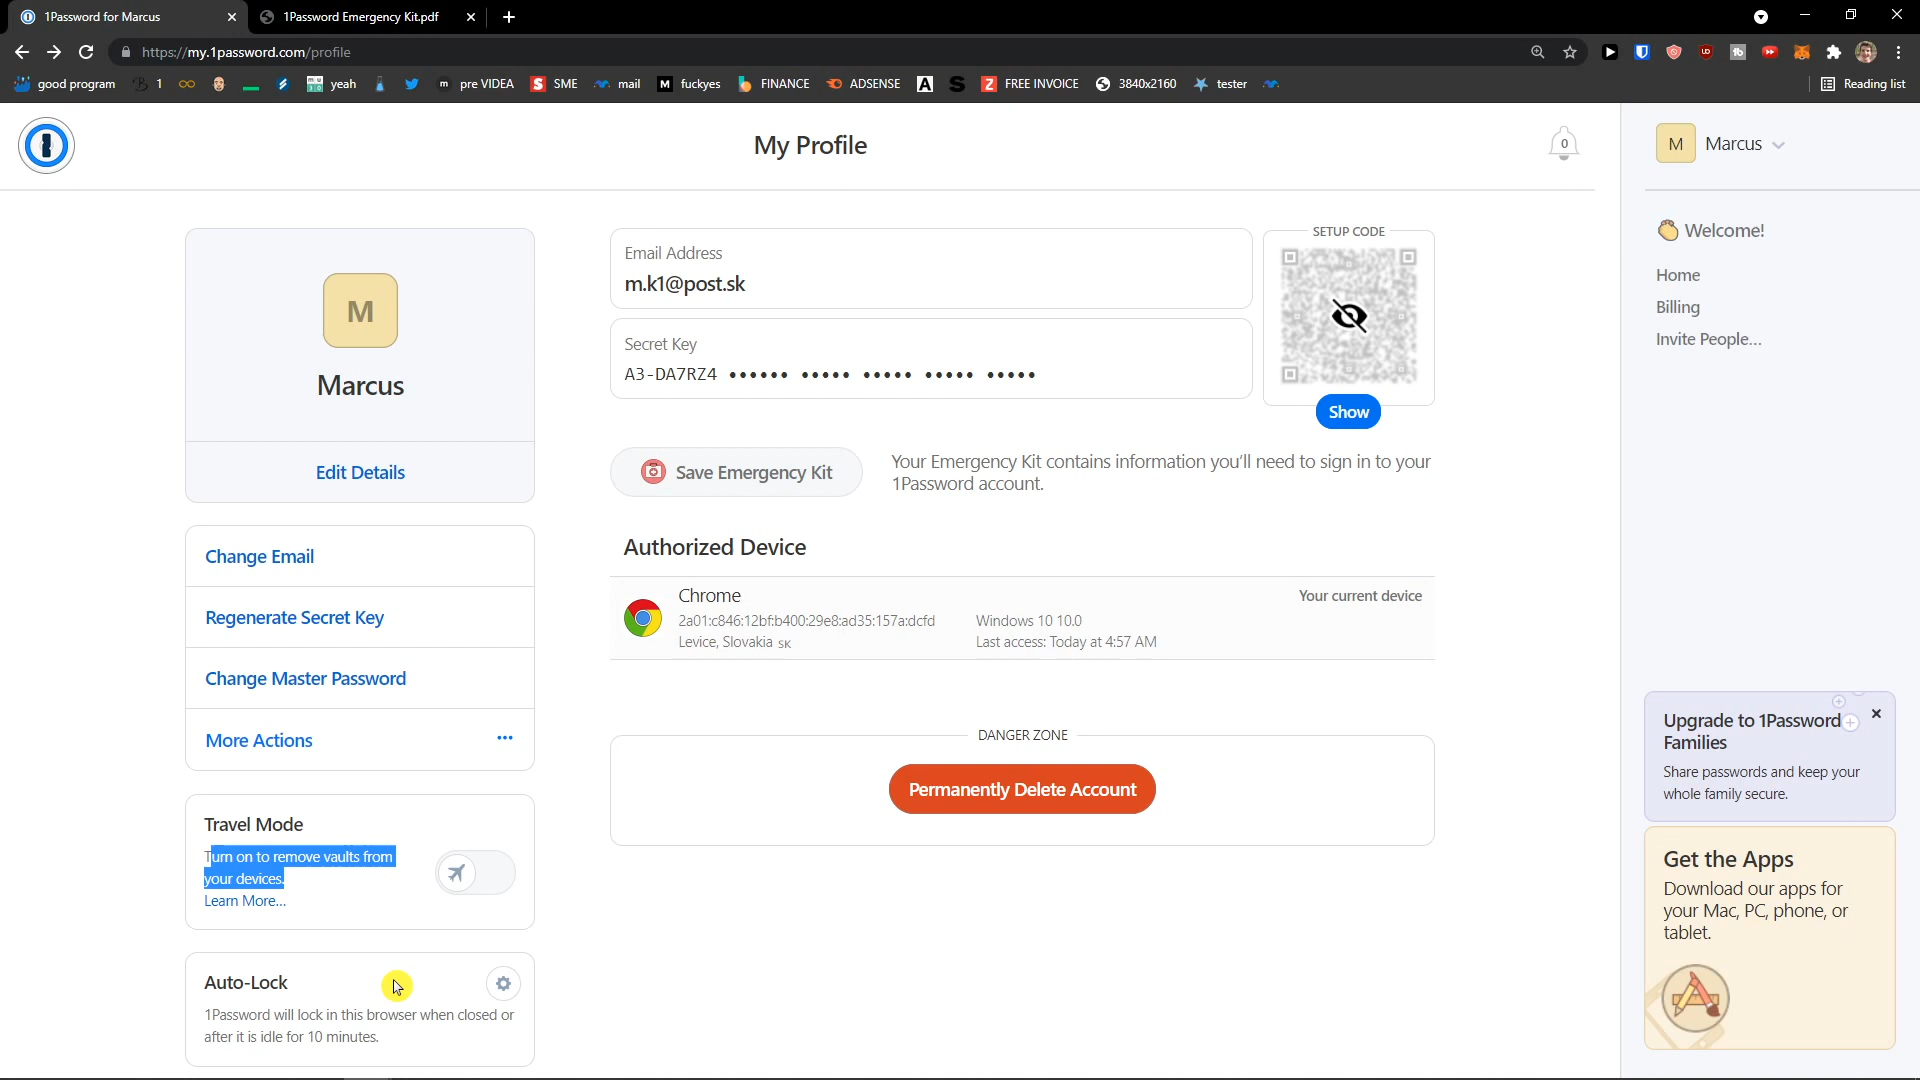 1Password for Marcus
1Password Emergency Kit.pdf
https://my.1password.com/profile
good program
1
yeah
pre VIDEA
SME
mail
fuckyes
FINANCE
ADSENSE
FREE INVOICE
3840x2160
tester
Reading list
My Profile
0
M
Marcus
M
Marcus
Edit Details
Change Email
Regenerate Secret Key
Change Master Password
More Actions
Travel Mode
Turn on to remove vaults from
your devices.
Learn More...
Auto-Lock
1Password will lock in this browser when closed or
after it is idle for 10 minutes.
Email Address
m.k1@post.sk
Secret Key
A3-DA7RZ4 •••••• ••••• ••••• ••••• •••••
SETUP CODE
Show
Save Emergency Kit
Your Emergency Kit contains information you'll need to sign in to your
1Password account.
Authorized Device
Chrome
Your current device
2a01:c846:12bf:b400:29e8:ad35:157a:dcfd
Windows 10 10.0
Levice, Slovakia SK
Last access: Today at 4:57 AM
DANGER ZONE
Permanently Delete Account
Welcome!
Home
Billing
Invite People...
Upgrade to 1Password
Families
Share passwords and keep your
whole family secure.
Get the Apps
Download our apps for
your Mac, PC, phone, or
tablet.